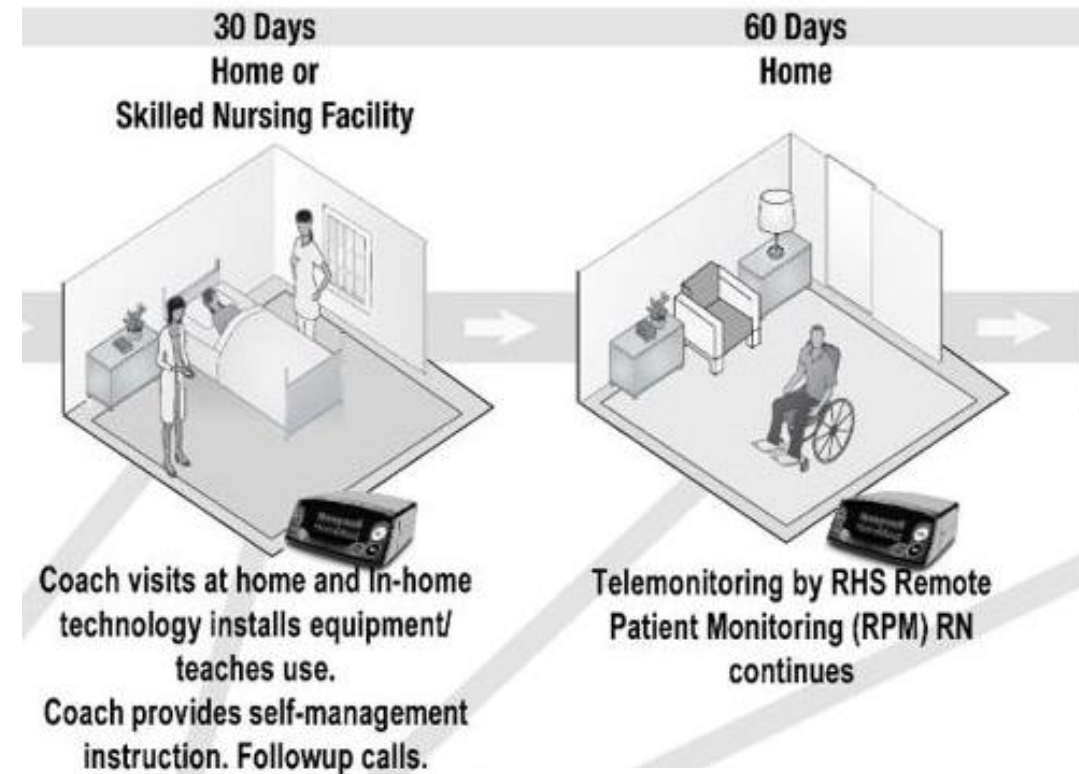 30 Days
Home or
Skilled Nursing Facility
Coach visits at home and In-home
technology installs equipment/
teaches use.
Coach provides self-management
instruction. Followup calls.
60 Days
Home
Telemonitoring by RHS Remote
Patient Monitoring (RPM) RN
continues